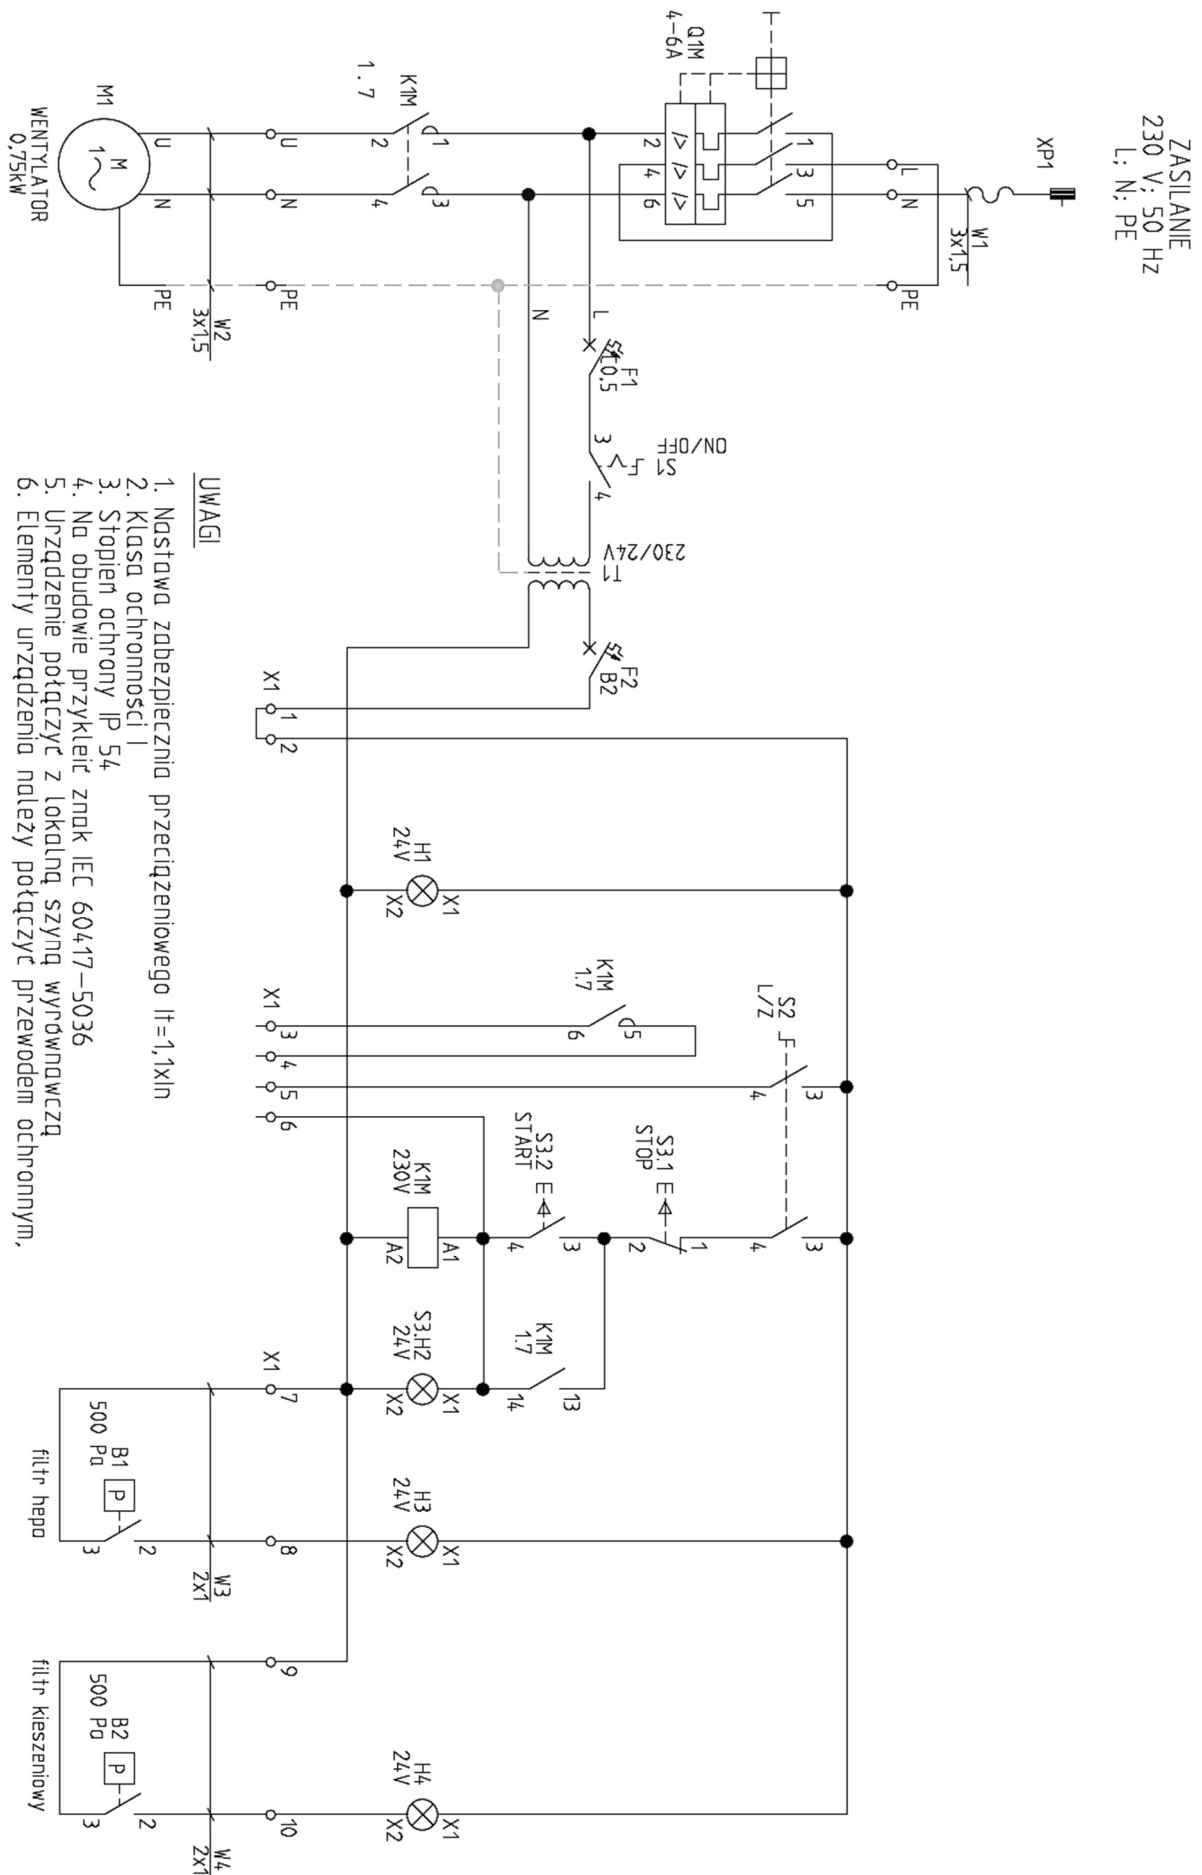 ZASILANIE
230 V; 50 Hz
L; N; PE
XP1
W1
3x1,5
L
N
PE
Q1M
4-6A
1
3
5
I>
I>
I>
2
4
6
K1M
1.7
1
3
2
4
U
N
PE
W2
3x1,5
U
N
PE
M1
M
1
WENTYLATOR
0,75kW
L
N
F1
C0,5
3
S1
ON/OFF
4
T1
230/24V
F2
B2
X1
1
2
H1
24V
X1
X2
K1M
1.7
5
6
X1
3
4
5
6
S2
L/Z
3
4
3
4
S3.1
STOP
1
2
S3.2
START
3
4
K1M
230V
A1
A2
K1M
1.7
13
14
S3.H2
24V
X1
X2
X1
7
H3
24V
X1
X2
8
W3
2x1
B1
500 Pa
P
2
3
filtr hepa
H4
24V
X1
X2
9
10
W4
2x1
B2
500 Pa
P
2
3
filtr kieszeniowy
UWAGI
1. Nastawa zabezpiecznia przeciążeniowego It=1,1xIn
2. Klasa ochronności I
3. Stopień ochrony IP 54
4. Na obudowie przykleić znak IEC 60417-5036
5. Urządzenie połączyć z lokalną szyną wyrównawczą
6. Elementy urządzenia należy połączyć przewodem ochronnym,